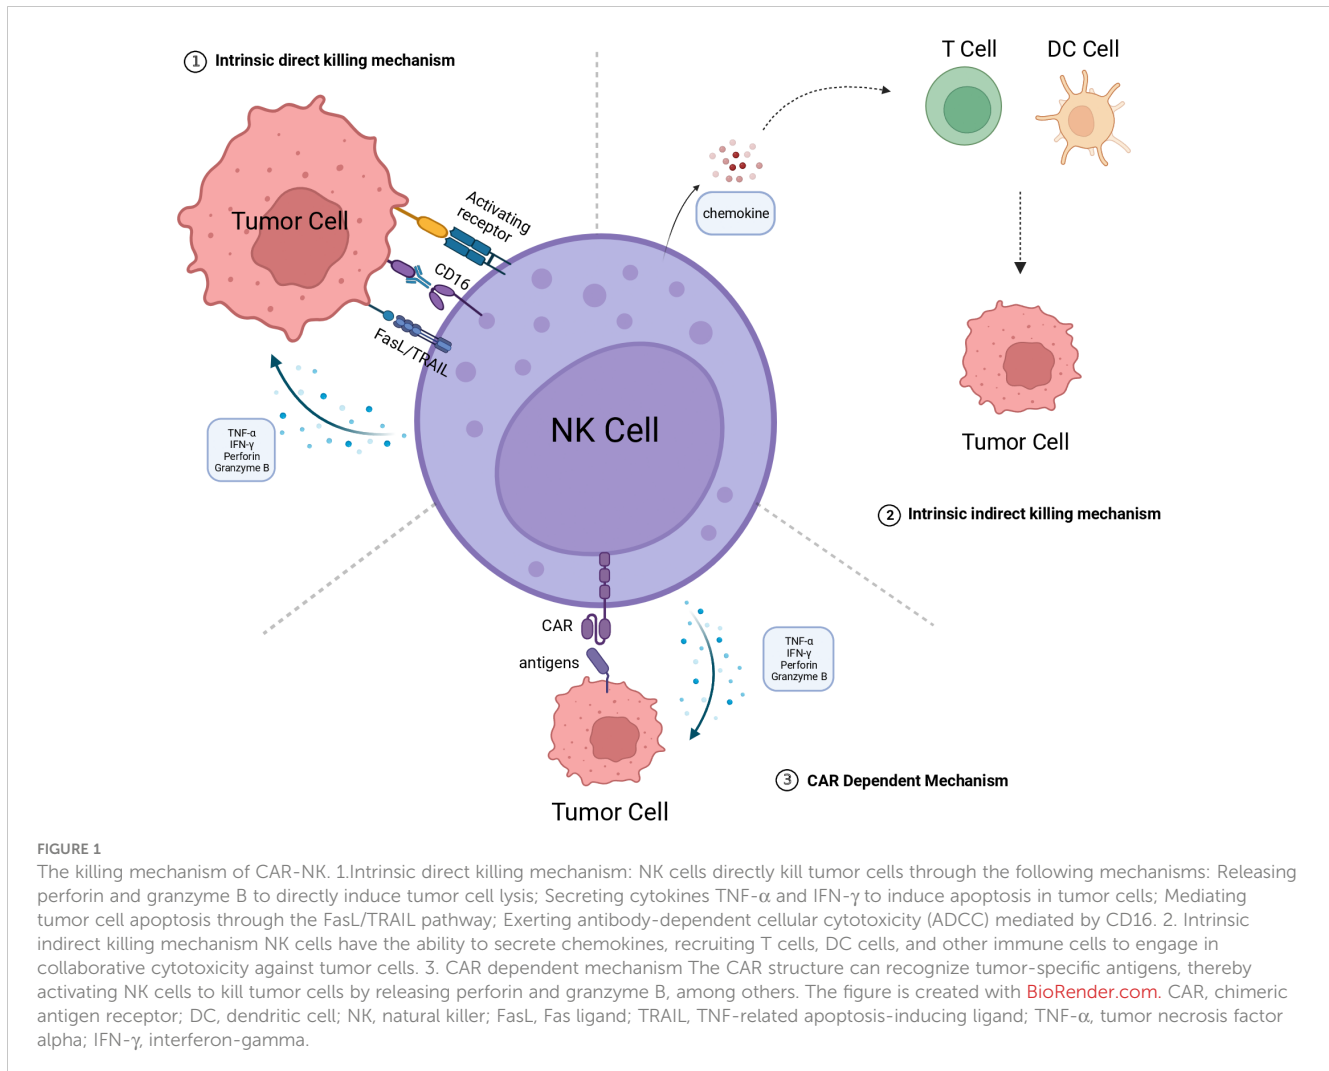 ① Intrinsic direct killing mechanism
Tumor Cell
Activating
receptor
CD16
FasL/TRAIL
TNF-α
IFN-γ
Perforin
Granzyme B
NK Cell
chemokine
T Cell
DC Cell
Tumor Cell
② Intrinsic indirect killing mechanism
CAR
antigens
Tumor Cell
TNF-α
IFN-γ
Perforin
Granzyme B
③ CAR Dependent Mechanism
FIGURE 1
The killing mechanism of CAR-NK. 1.Intrinsic direct killing mechanism: NK cells directly kill tumor cells through the following mechanisms: Releasing
perforin and granzyme B to directly induce tumor cell lysis; Secreting cytokines TNF-α and IFN-γ to induce apoptosis in tumor cells; Mediating
tumor cell apoptosis through the FasL/TRAIL pathway; Exerting antibody-dependent cellular cytotoxicity (ADCC) mediated by CD16. 2. Intrinsic
indirect killing mechanism NK cells have the ability to secrete chemokines, recruiting T cells, DC cells, and other immune cells to engage in
collaborative cytotoxicity against tumor cells. 3. CAR dependent mechanism The CAR structure can recognize tumor-specific antigens, thereby
activating NK cells to kill tumor cells by releasing perforin and granzyme B, among others. The figure is created with BioRender.com. CAR, chimeric
antigen receptor; DC, dendritic cell; NK, natural killer; FasL, Fas ligand; TRAIL, TNF-related apoptosis-inducing ligand; TNF-α, tumor necrosis factor
alpha; IFN-γ, interferon-gamma.